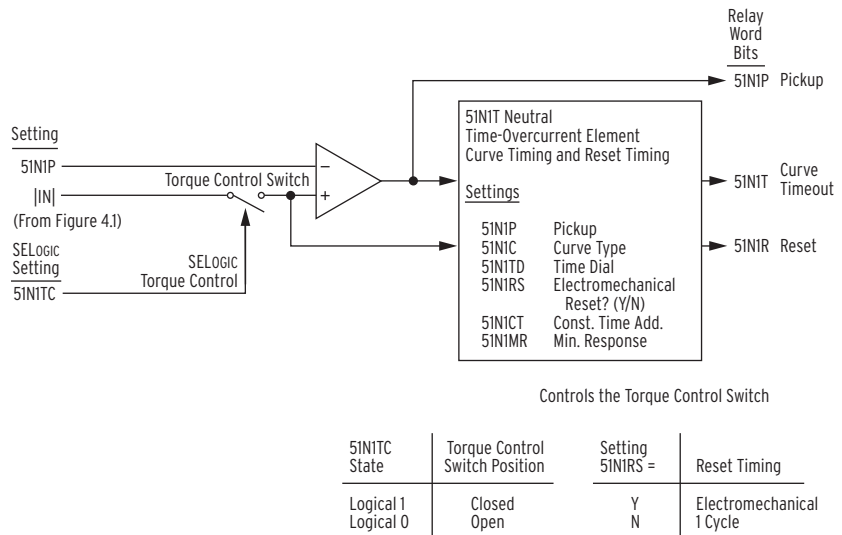 Relay
Word
Bits
51N1P Pickup
51N1T Neutral
Time-Overcurrent Element
Curve Timing and Reset Timing
Settings
51N1P Pickup
51N1C Curve Type
51N1TD Time Dial
51N1RS Electromechanical
Reset? (Y/N)
51N1CT Const. Time Add.
51N1MR Min. Response
51N1T Curve
Timeout
51N1R Reset
Setting
51N1P
|IN|
(From Figure 4.1)
Torque Control Switch
−
+
SELOGIC
Setting
51N1TC
SELOGIC
Torque Control
Controls the Torque Control Switch
51N1TC
State
Torque Control
Switch Position
Setting
51N1RS =
Reset Timing
Logical 1 Closed Y Electromechanical
Logical 0 Open N 1 Cycle